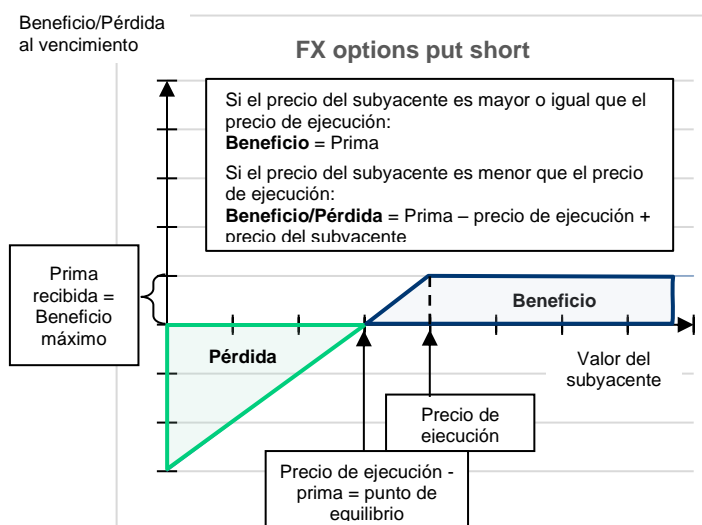 Beneficio/Pérdida
al vencimiento
FX options put short
Si el precio del subyacente es mayor o igual que el
precio de ejecución:
Beneficio = Prima
Si el precio del subyacente es menor que el precio
de ejecución:
Beneficio/Pérdida = Prima – precio de ejecución +
precio del subyacente
Prima
recibida =
Beneficio
máximo
Beneficio
Pérdida
Valor del
subyacente
Precio de
ejecución
Precio de ejecución -
prima = punto de
equilibrio